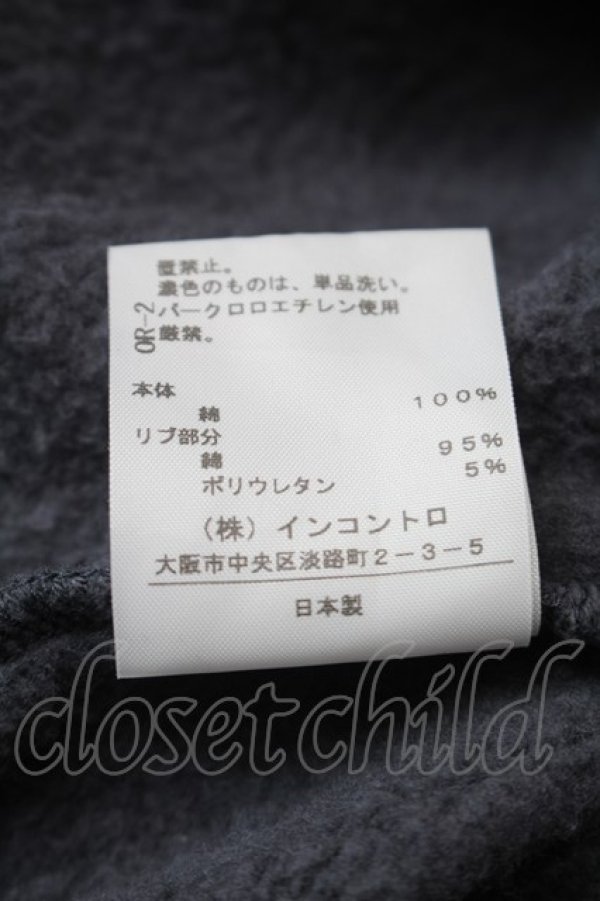 置禁止。
濃色のものは、単品洗い。
パークロロエチレン使用
厳禁。
OR-2
本体
綿 100%
リブ部分
綿 95%
ポリウレタン 5%
(株)インコントロ
大阪市中央区淡路町2-3-5
日本製
closet child